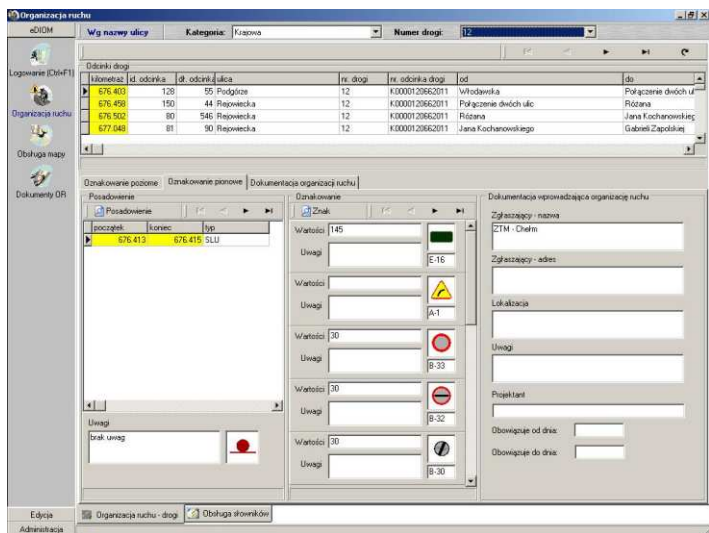 Organizacja ruchu
eDIOM
Wg nazwy ulicy Kategoria: Krajowa Numer drogi: 12
Logowanie (Ctrl+F1)
Organizacja ruchu
Obsługa mapy
Dokumenty OR
Odcinki drogi
kilometraż id. odcinka dł. odcinka ulica nr. drogi nr. odcinka drogi od do
676.403 128 55 Podgórze 12 K0000120662011 Włodawska Połączenie dwóch ul
676.458 150 44 Rejowiecka 12 K0000120662011 Połączenie dwóch ulic Różana
676.502 80 546 Rejowiecka 12 K0000120662011 Różana Jana Kochanowskieg
677.048 81 90 Rejowiecka 12 K0000120662011 Jana Kochanowskiego Gabrieli Zapolskiej
Oznakowanie poziome Oznakowanie pionowe Dokumentacja organizacji ruchu
Posadowienie
Posadowienie
początek koniec typ
676.413 676.415 SLU
Uwagi
brak uwag
Oznakowanie
Znak
Wartości 145
Uwagi
E-16
Wartości
Uwagi
A-1
Wartości 30
Uwagi
B-33
Wartości 30
Uwagi
B-32
Wartości 30
Uwagi
B-30
Dokumentacja wprowadzająca organizację ruchu
Zgłaszający - nazwa
ZTM - Chełm
Zgłaszający - adres
Lokalizacja
Uwagi
Projektant
Obowiązuje od dnia:
Obowiązuje do dnia:
Edycja
Administracja
Organizacja ruchu - drogi Obsługa słowników